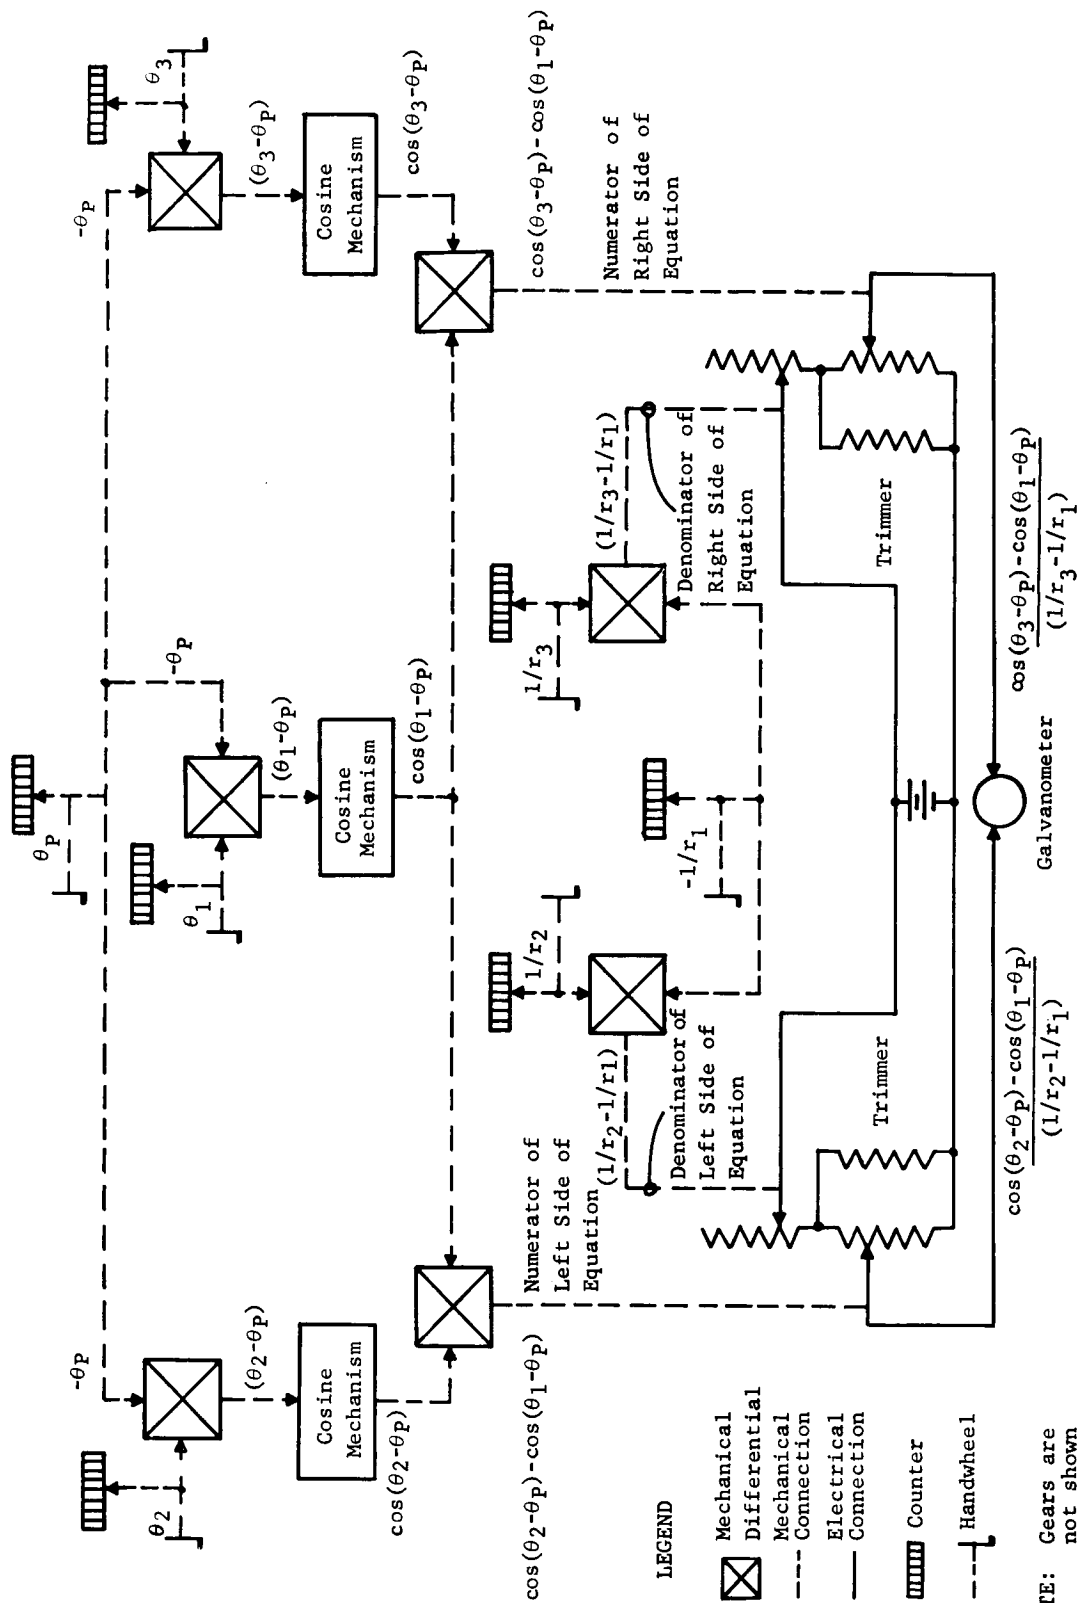 θP
-θP
-θP
-θP
θ2
θ1
θ3
(θ2-θP)
(θ1-θP)
(θ3-θP)
Cosine
Mechanism
Cosine
Mechanism
Cosine
Mechanism
cos(θ2-θP)
cos(θ1-θP)
cos(θ3-θP)
cos(θ2-θP)-cos(θ1-θP)
cos(θ3-θP)-cos(θ1-θP)
Numerator of
Left Side of
Equation
Numerator of
Right Side of
Equation
1/r2
1/r3
-1/r1
(1/r2-1/r1)
(1/r3-1/r1)
Denominator of
Left Side of
Equation
Denominator of
Right Side of
Equation
Trimmer
Trimmer
cos(θ2-θP)-cos(θ1-θP)
(1/r2-1/r1)
Galvanometer
cos(θ3-θP)-cos(θ1-θP)
(1/r3-1/r1)
LEGEND
Mechanical
Differential
Mechanical
Connection
Electrical
Connection
Counter
Handwheel
TE: Gears are
not shown